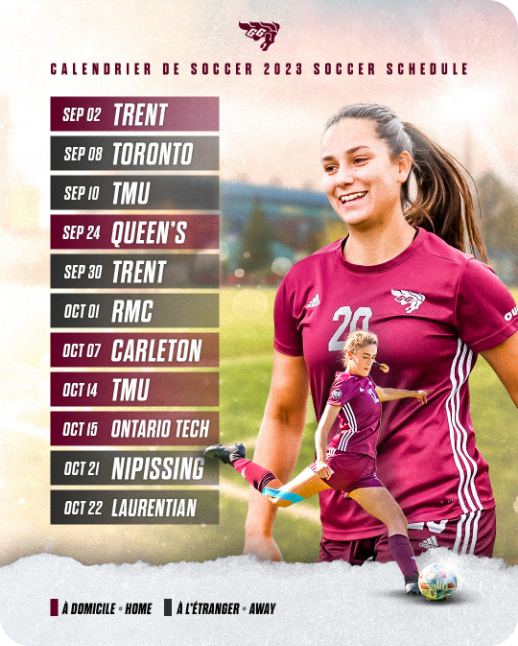 GG
CALENDRIER DE SOCCER 2023 SOCCER SCHEDULE
SEP 02 TRENT
SEP 08 TORONTO
SEP 10 TMU
SEP 24 QUEEN'S
SEP 30 TRENT
OCT 01 RMC
OCT 07 CARLETON
OCT 14 TMU
OCT 15 ONTARIO TECH
OCT 21 NIPISSING
OCT 22 LAURENTIAN
20
À DOMICILE • HOME
À L'ÉTRANGER • AWAY